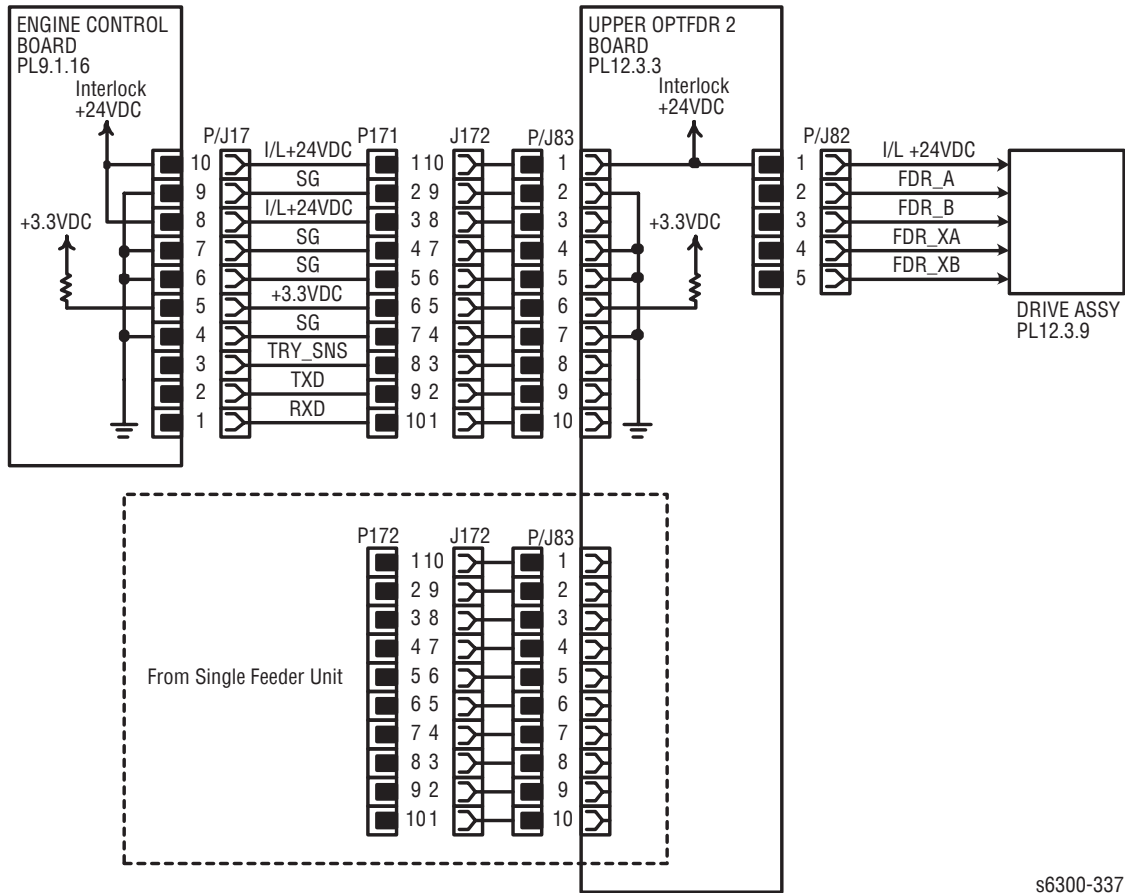 ENGINE CONTROL
BOARD
PL9.1.16
Interlock
+24VDC
+3.3VDC
P/J17
P171
J172
P/J83
10 I/L+24VDC 1 10 1
9 SG 2 9 2
8 I/L+24VDC 3 8 3
7 SG 4 7 4
6 SG 5 6 5
5 +3.3VDC 6 5 6
4 SG 7 4 7
3 TRY_SNS 8 3 8
2 TXD 9 2 9
1 RXD 10 1 10
UPPER OPTFDR 2
BOARD
PL12.3.3
Interlock
+24VDC
+3.3VDC
P/J82
1 I/L +24VDC
2 FDR_A
3 FDR_B
4 FDR_XA
5 FDR_XB
DRIVE ASSY
PL12.3.9
P172
J172
P/J83
1 10 1
2 9 2
3 8 3
4 7 4
5 6 5
6 5 6
7 4 7
8 3 8
9 2 9
10 1 10
From Single Feeder Unit
s6300-337